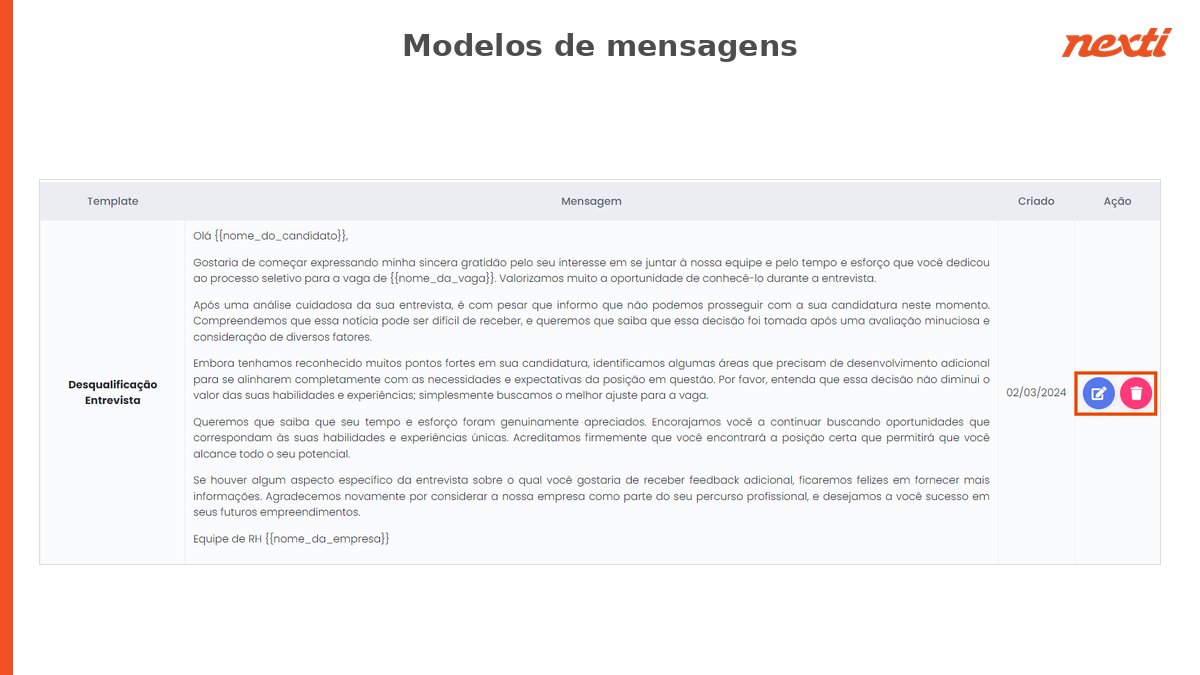 Modelos de mensagens
nexti
Template
Mensagem
Criado
Ação
Desqualificação
Entrevista
Olá {{nome_do_candidato}},
Gostaria de começar expressando minha sincera gratidão pelo seu interesse em se juntar à nossa equipe e pelo tempo e esforço que você dedicou
ao processo seletivo para a vaga de {{nome_da_vaga}}. Valorizamos muito a oportunidade de conhecê-lo durante a entrevista.
Após uma análise cuidadosa da sua entrevista, é com pesar que informo que não podemos prosseguir com a sua candidatura neste momento.
Compreendemos que essa notícia pode ser difícil de receber, e queremos que saiba que essa decisão foi tomada após uma avaliação minuciosa e
consideração de diversos fatores.
Embora tenhamos reconhecido muitos pontos fortes em sua candidatura, identificamos algumas áreas que precisam de desenvolvimento adicional
para se alinharem completamente com as necessidades e expectativas da posição em questão. Por favor, entenda que essa decisão não diminui o
valor das suas habilidades e experiências; simplesmente buscamos o melhor ajuste para a vaga.
Queremos que saiba que seu tempo e esforço foram genuinamente apreciados. Encorajamos você a continuar buscando oportunidades que
correspondam às suas habilidades e experiências únicas. Acreditamos firmemente que você encontrará a posição certa que permitirá que você
alcance todo o seu potencial.
Se houver algum aspecto específico da entrevista sobre o qual você gostaria de receber feedback adicional, ficaremos felizes em fornecer mais
informações. Agradecemos novamente por considerar a nossa empresa como parte do seu percurso profissional, e desejamos a você sucesso em
seus futuros empreendimentos.
Equipe de RH {{nome_da_empresa}}
02/03/2024